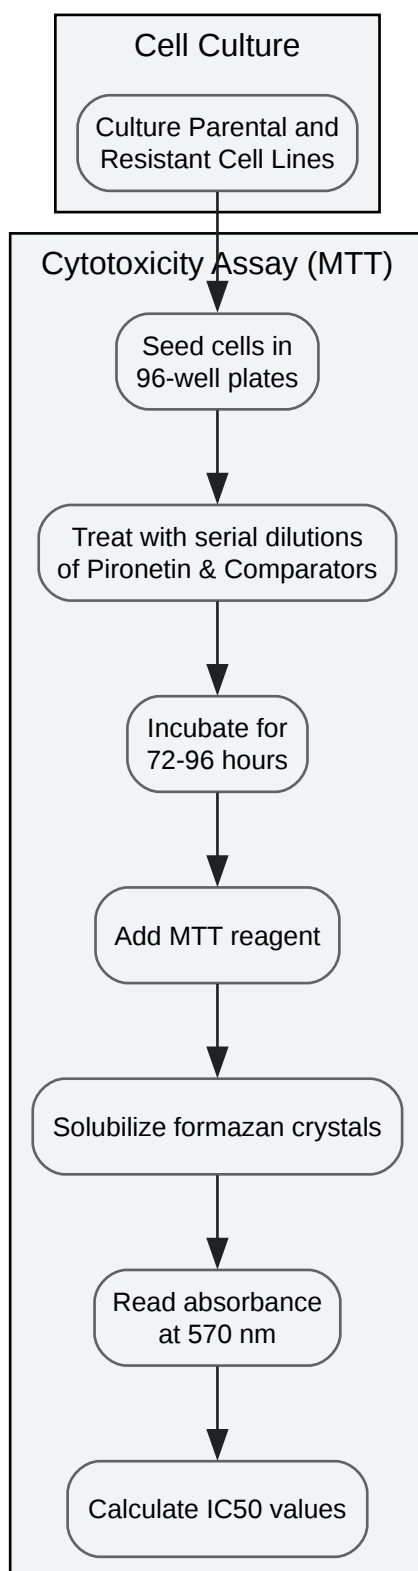 Cell Culture
Culture Parental and
Resistant Cell Lines
Cytotoxicity Assay (MTT)
Seed cells in
96-well plates
Treat with serial dilutions
of Pironetin & Comparators
Incubate for
72-96 hours
Add MTT reagent
Solubilize formazan crystals
Read absorbance
at 570 nm
Calculate IC50 values